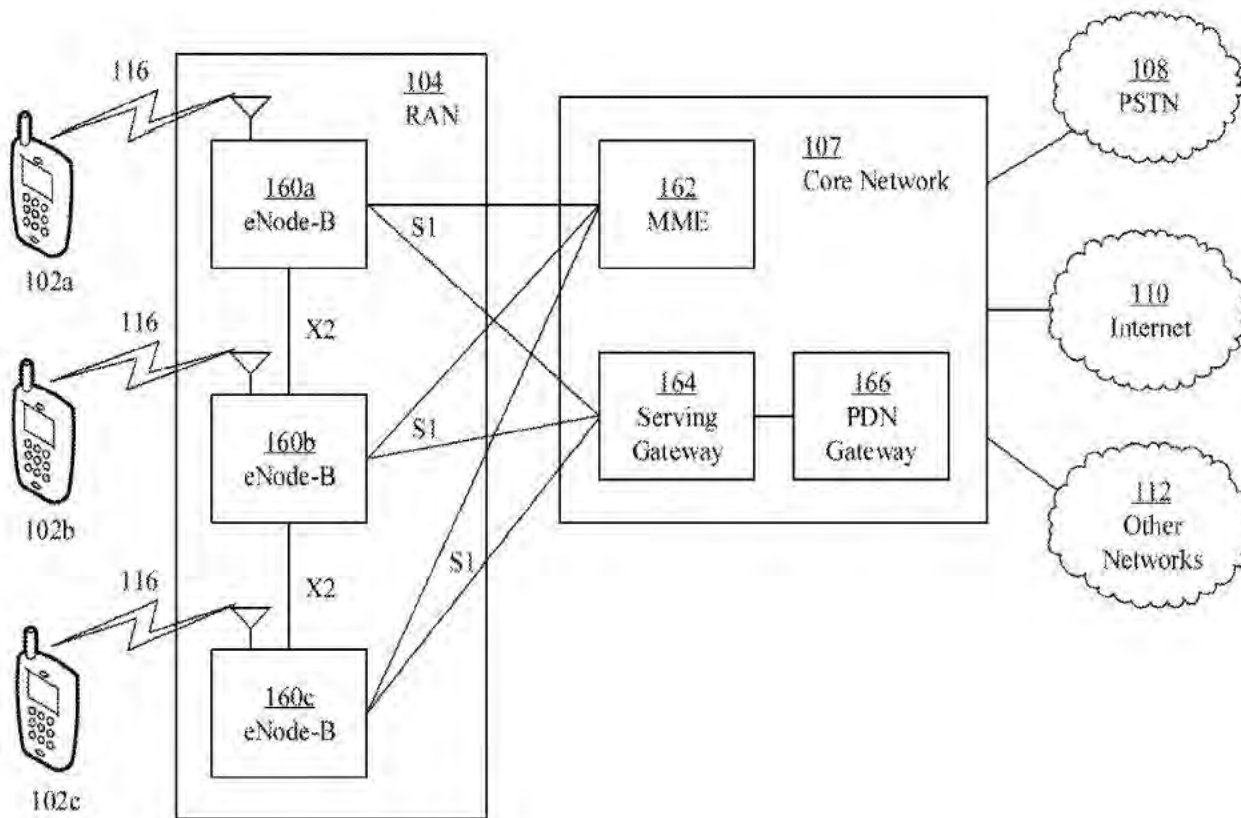 116
104
RAN
108
PSTN
160a
eNode-B
162
MME
107
Core Network
S1
102a
X2
116
110
Internet
160b
eNode-B
S1
164
Serving
Gateway
166
PDN
Gateway
102b
112
Other
Networks
116
X2
S1
160c
eNode-B
102c